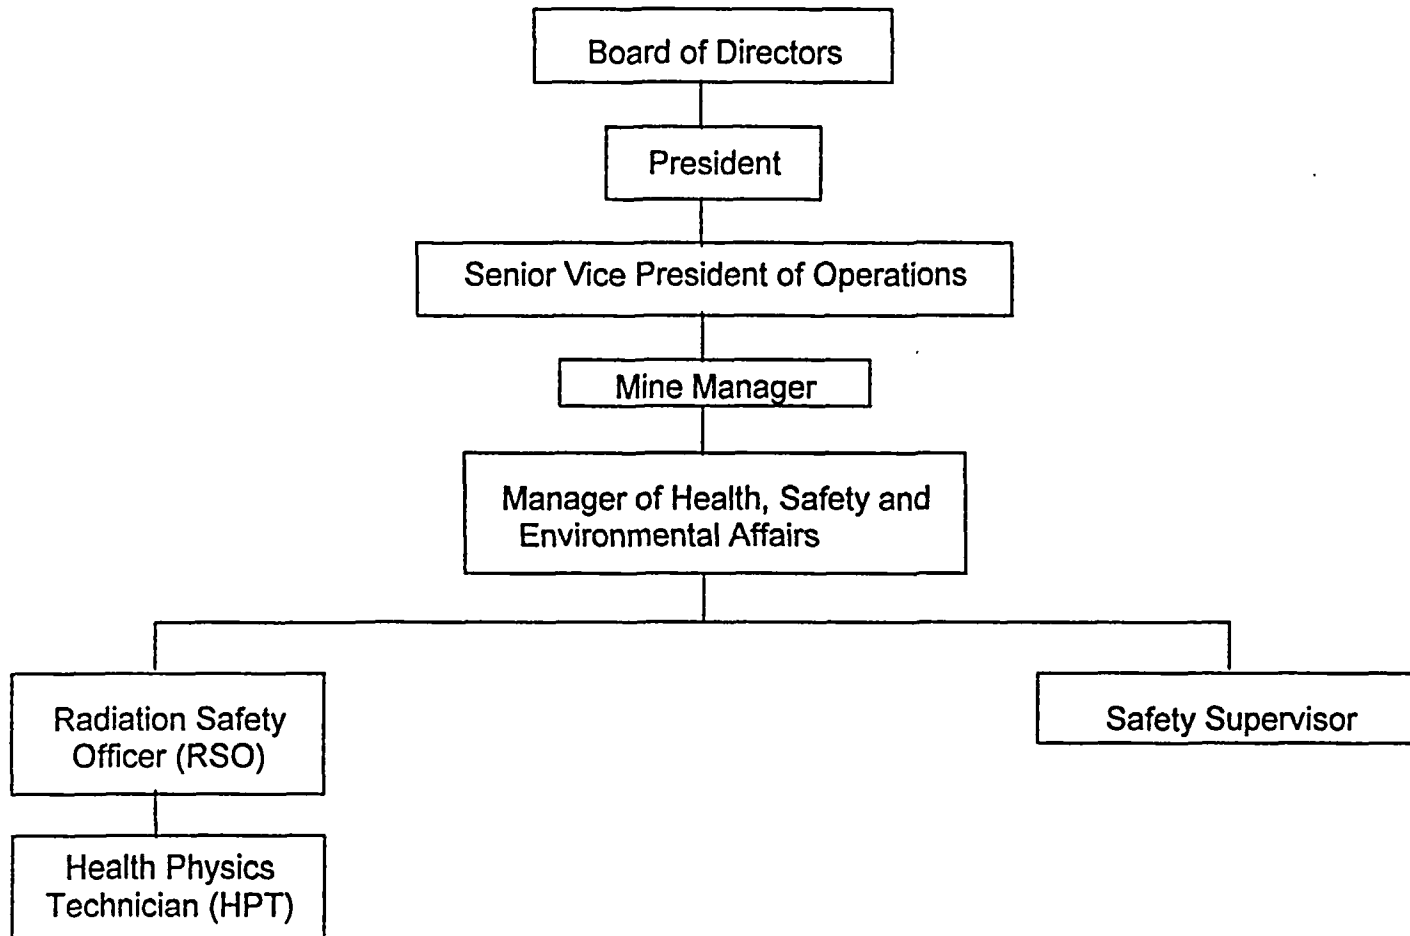 Board of Directors
President
Senior Vice President of Operations
Mine Manager
Manager of Health, Safety and
Environmental Affairs
Radiation Safety
Officer (RSO)
Safety Supervisor
Health Physics
Technician (HPT)